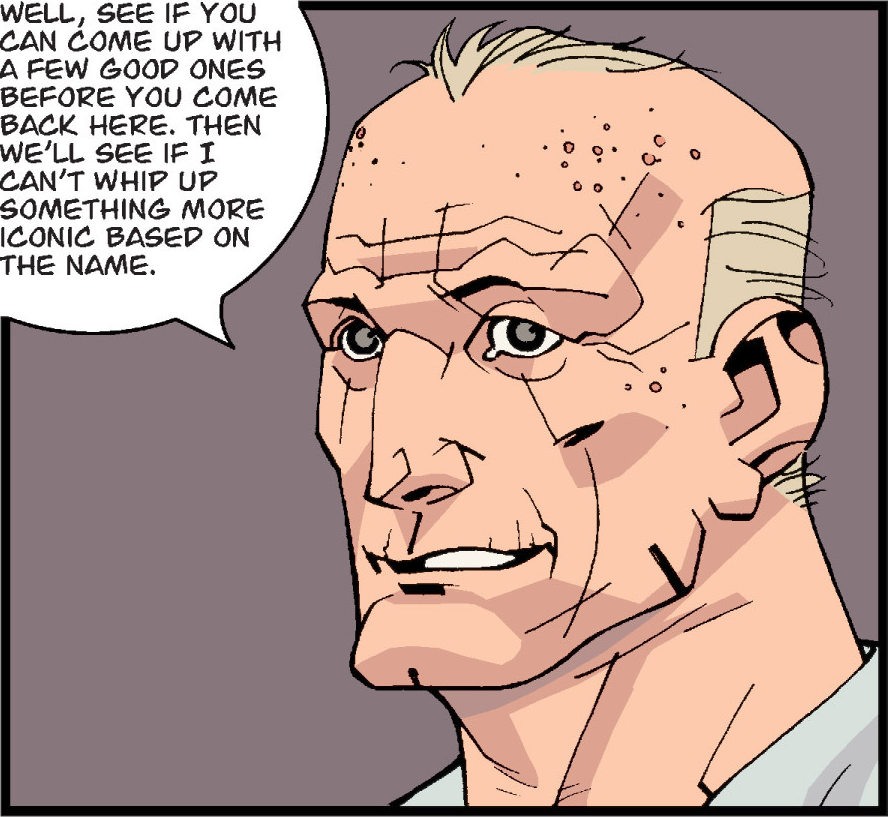 WELL, SEE IF YOU
CAN COME UP WITH
A FEW GOOD ONES
BEFORE YOU COME
BACK HERE. THEN
WE'LL SEE IF I
CAN'T WHIP UP
SOMETHING MORE
ICONIC BASED ON
THE NAME.